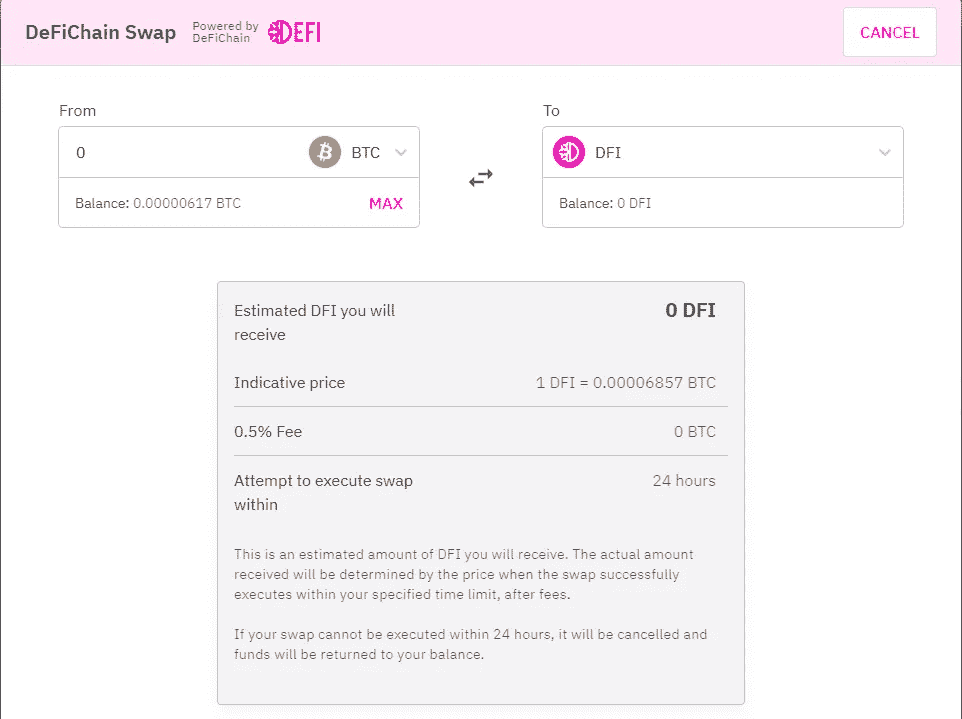 DeFiChain Swap
Powered by
DeFiChain
DEFI
CANCEL
From
To
0
BTC
DFI
Balance: 0.00000617 BTC
MAX
Balance: 0 DFI
Estimated DFI you will
receive
0 DFI
Indicative price
1 DFI = 0.00006857 BTC
0.5% Fee
0 BTC
Attempt to execute swap
within
24 hours
This is an estimated amount of DFI you will receive. The actual amount
received will be determined by the price when the swap successfully
executes within your specified time limit, after fees.
If your swap cannot be executed within 24 hours, it will be cancelled and
funds will be returned to your balance.